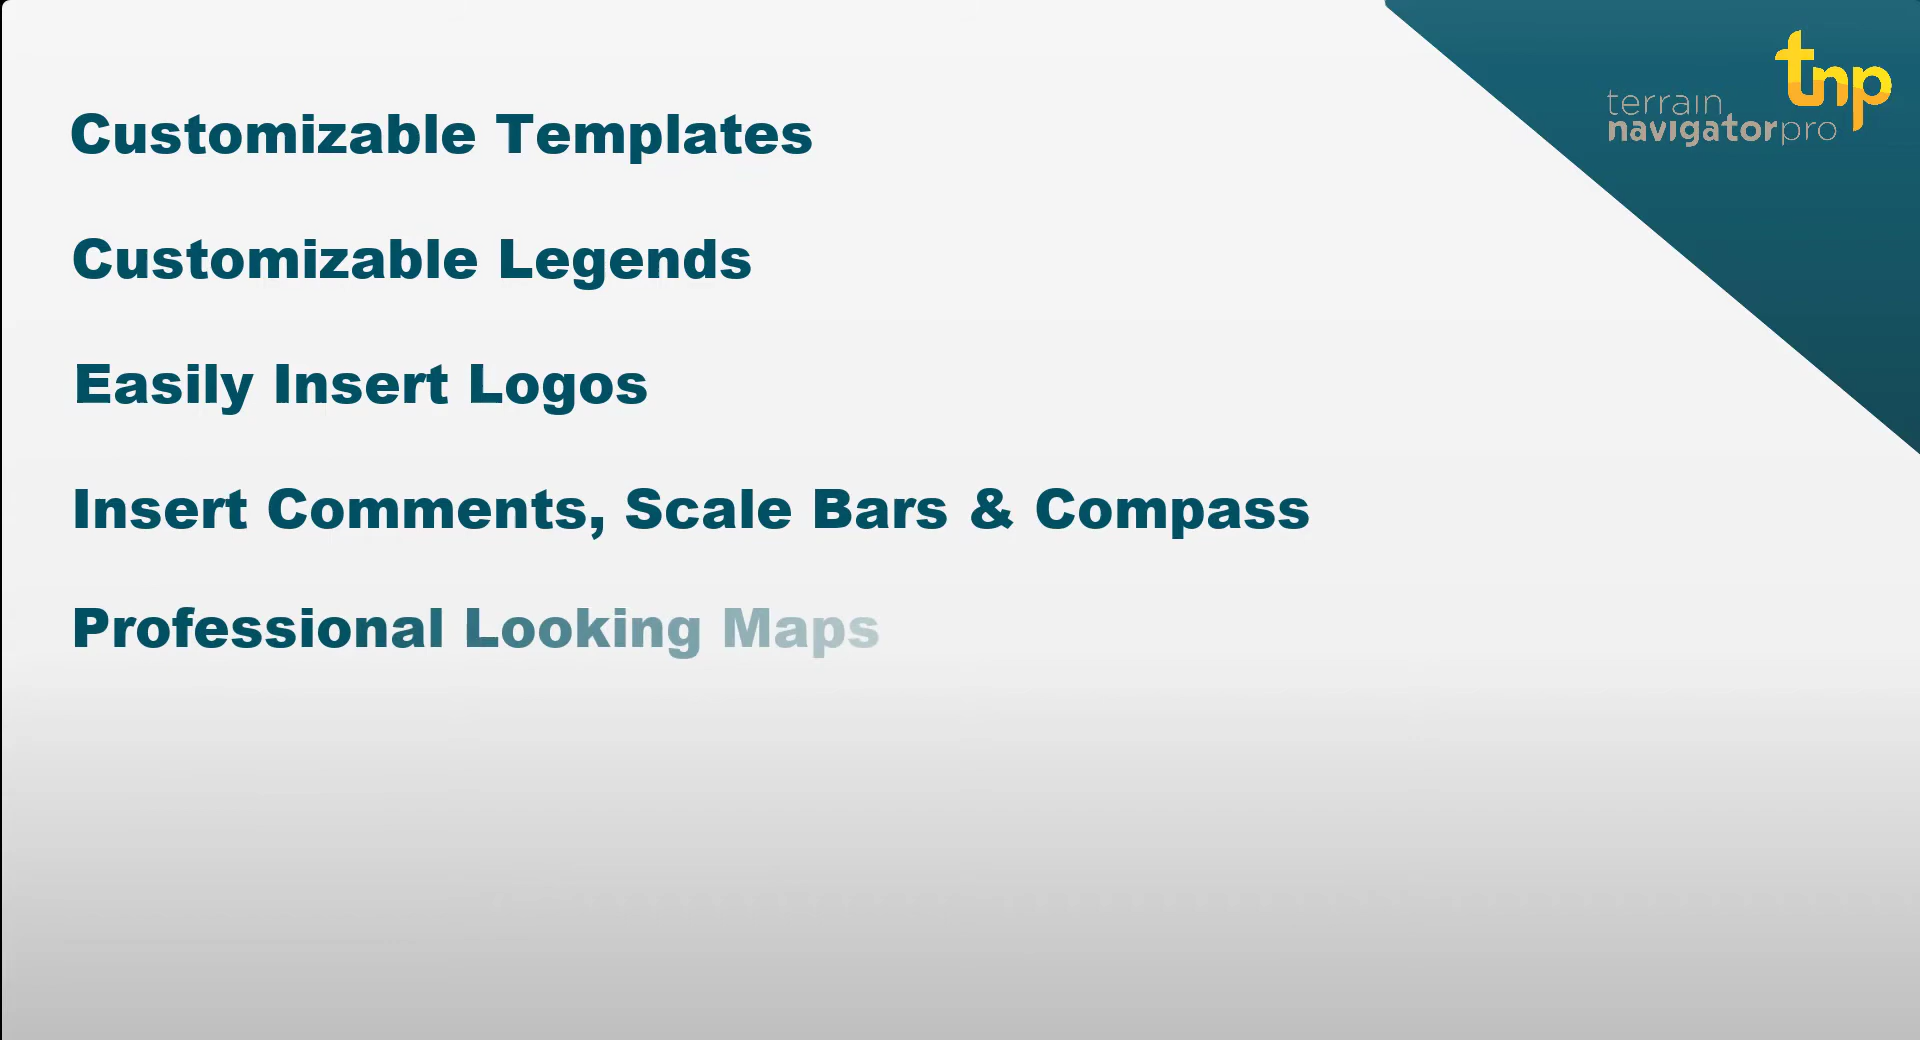 tnp
terrain
navigatorpro
Customizable Templates
Customizable Legends
Easily Insert Logos
Insert Comments, Scale Bars & Compass
Professional Looking Maps